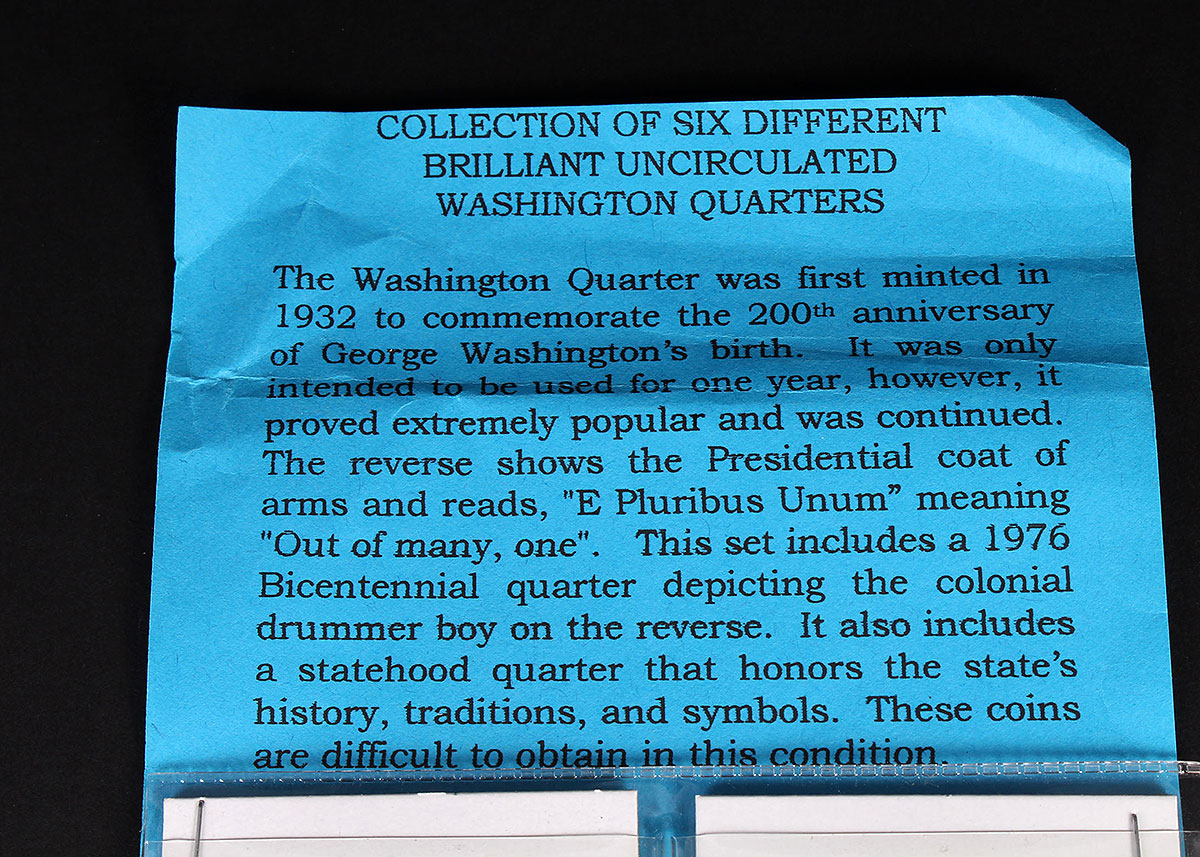 COLLECTION OF SIX DIFFERENT
BRILLIANT UNCIRCULATED
WASHINGTON QUARTERS
The Washington Quarter was first minted in
1932 to commemorate the 200th anniversary
of George Washington's birth. It was only
intended to be used for one year, however, it
proved extremely popular and was continued.
The reverse shows the Presidential coat of
arms and reads, "E Pluribus Unum” meaning
"Out of many, one". This set includes a 1976
Bicentennial quarter depicting the colonial
drummer boy on the reverse. It also includes
a statehood quarter that honors the state’s
history, traditions, and symbols. These coins
are difficult to obtain in this condition.